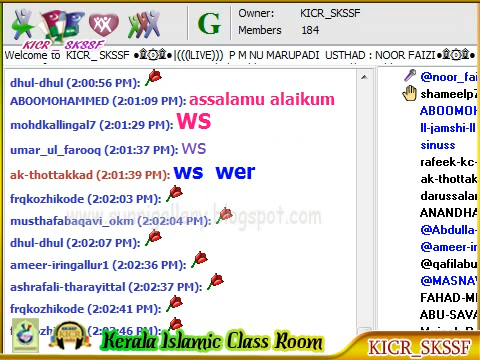 KICR_ SKSSF
G
Owner: KICR_SKSSF
Members 184
Welcome to KICR_ SKSSF •۩۞۩•|(((LIVE))) P M NU MARUPADI USTHAD : NOOR FAIZI•۩۞۩•
dhul-dhul (2:00:56 PM):
ABOOMOHAMMED (2:01:09 PM): assalamu alaikum
mohdkallingal7 (2:01:29 PM): WS
umar_ul_farooq (2:01:37 PM): WS
ak-thottakkad (2:01:39 PM): ws wer
frqkozhikode (2:02:03 PM):
musthafabaqavi_okm (2:02:04 PM):
dhul-dhul (2:02:07 PM):
ameer-iringallur1 (2:02:36 PM):
ashrafali-tharayittal (2:02:37 PM):
frqkozhikode (2:02:41 PM):
@noor_fai
shameelp7
ABOOMO
ll-jamshi-ll
sinuss
rafeek-kc-
ak-thottak
darussalar
ANANDHA
@Abdulla-
@ameer-ir
@qafilabu
@MASNAV
FAHAD-MI
ABU-SAVA
Kerala Islamic Class Room
KICR_SKSSF